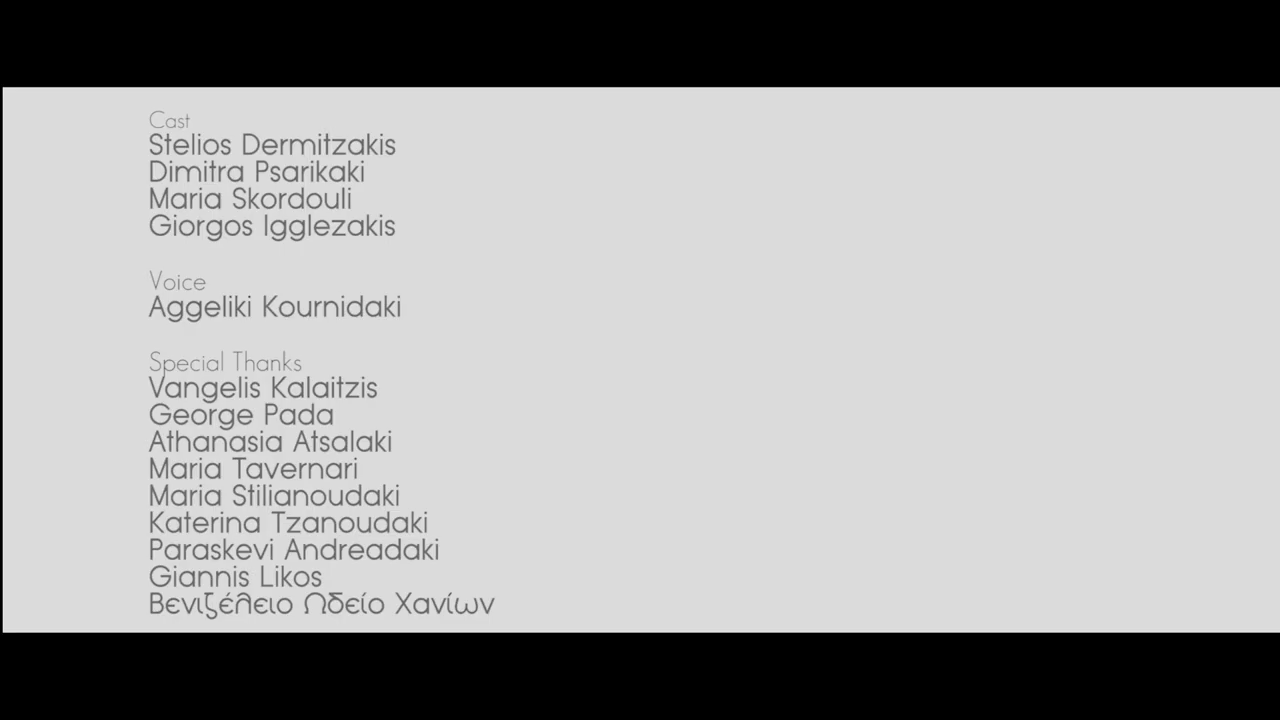 Cast
Stelios Dermitzakis
Dimitra Psarikaki
Maria Skordouli
Giorgos Igglezakis
Voice
Aggeliki Kournidaki
Special Thanks
Vangelis Kalaitzis
George Pada
Athanasia Atsalaki
Maria Tavernari
Maria Stilianoudaki
Katerina Tzanoudaki
Paraskevi Andreadaki
Giannis Likos
Βενιζέλειο Ωδείο Χανίων